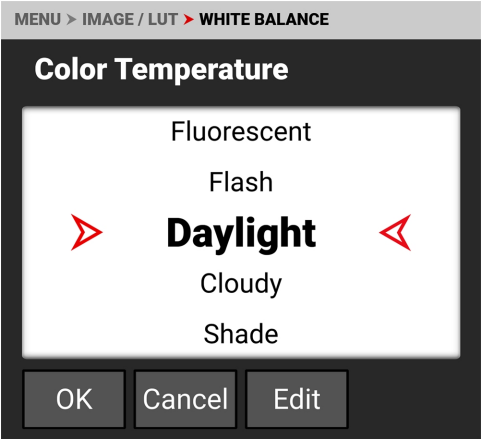 MENU > IMAGE / LUT > WHITE BALANCE
Color Temperature
Fluorescent
Flash
Daylight
Cloudy
Shade
OK Cancel Edit